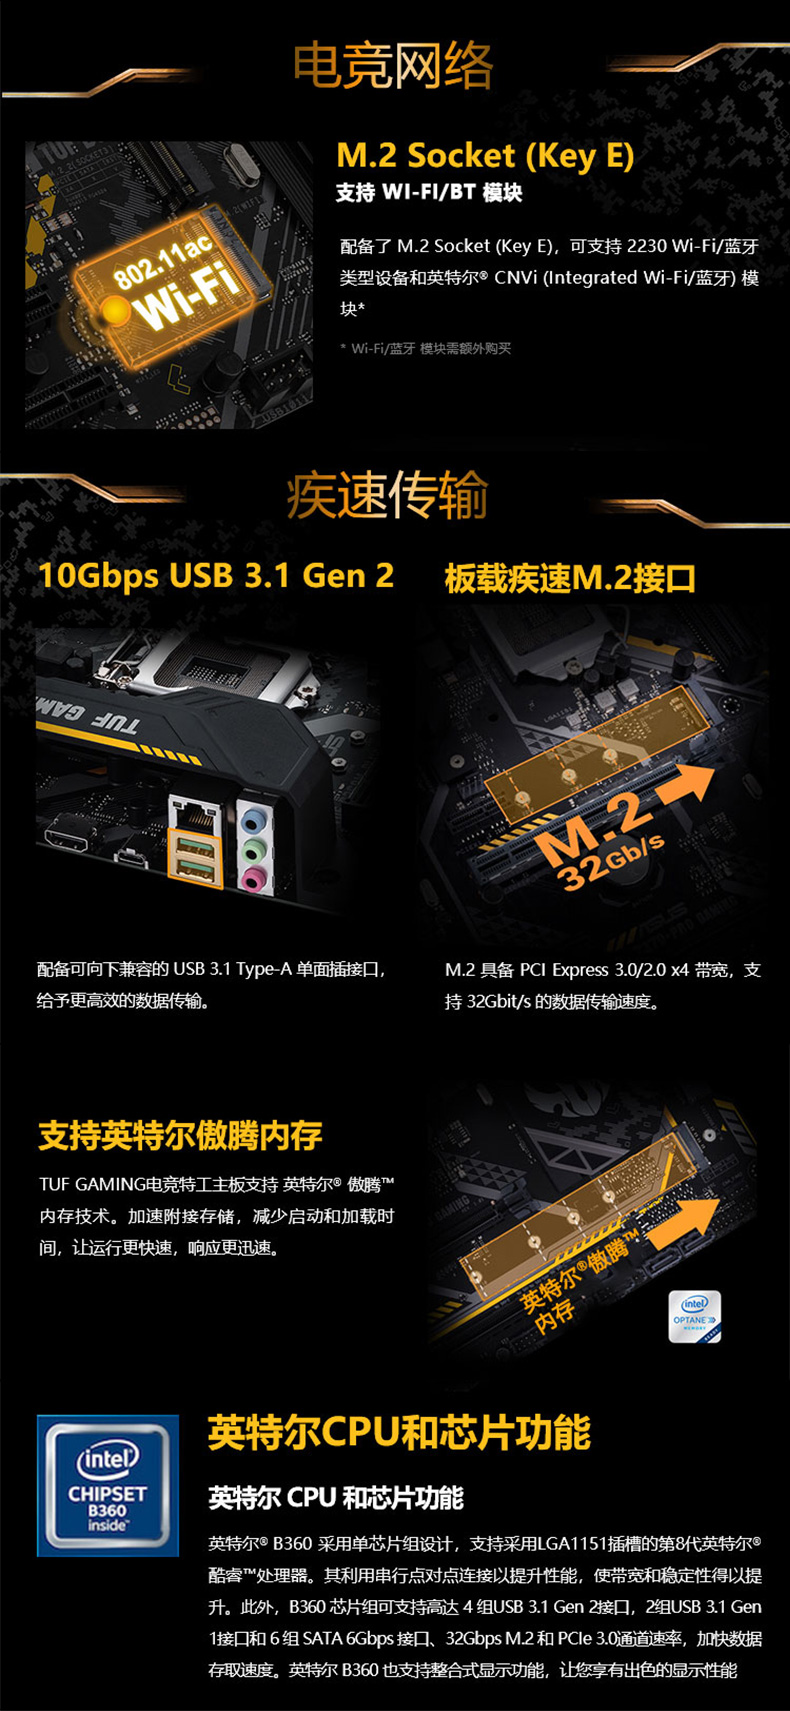 电竞网络
M.2 Socket (Key E)
支持 WI-FI/BT 模块
802.11ac
Wi-Fi
配备了 M.2 Socket (Key E)，可支持 2230 Wi-Fi/蓝牙
类型设备和英特尔® CNVi (Integrated Wi-Fi/蓝牙) 模
块*
* Wi-Fi/蓝牙 模块需额外购买
USB1011
疾速传输
10Gbps USB 3.1 Gen 2
板载疾速M.2接口
TUF GAM
M.2
32Gb/s
配备可向下兼容的 USB 3.1 Type-A 单面插接口，
给予更高效的数据传输。
M.2 具备 PCI Express 3.0/2.0 x4 带宽，支
持 32Gbit/s 的数据传输速度。
支持英特尔傲腾内存
TUF GAMING电竞特工主板支持 英特尔® 傲腾™
内存技术。加速附接存储，减少启动和加载时
间，让运行更快速，响应更迅速。
GAMING
英特尔®傲腾™
内存
intel
OPTANE
MEMORY
intel
CHIPSET
B360
inside™
英特尔CPU和芯片功能
英特尔 CPU 和芯片功能
英特尔® B360 采用单芯片组设计，支持采用LGA1151插槽的第8代英特尔®
酷睿™处理器。其利用串行点对点连接以提升性能，使带宽和稳定性得以提
升。此外，B360 芯片组可支持高达 4 组USB 3.1 Gen 2接口，2组USB 3.1 Gen
1接口和 6 组 SATA 6Gbps 接口、32Gbps M.2 和 PCIe 3.0通道速率，加快数据
存取速度。英特尔 B360 也支持整合式显示功能，让您享有出色的显示性能